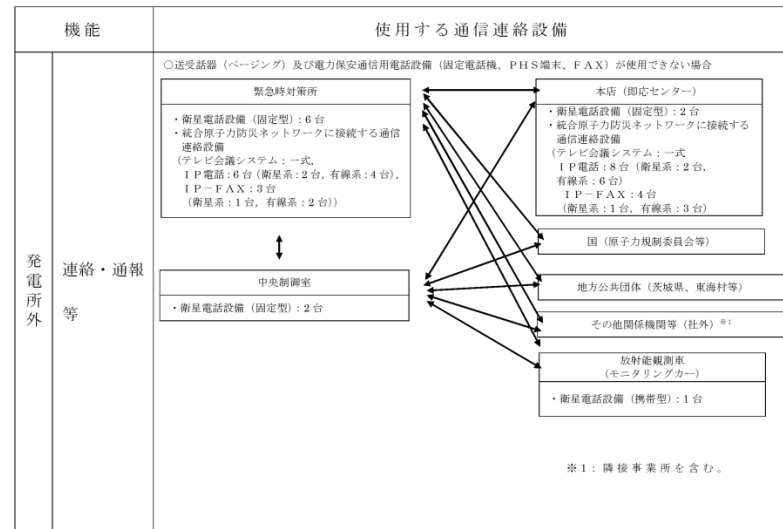 機能
使用する通信連絡設備
発電所外
連絡・通報
等
○送受話器(ページング)及び電力保安通信用電話設備(固定電話機、PHS端末、FAX)が使用できない場合
緊急時対策所
・衛星電話設備(固定型):6台
・統合原子力防災ネットワークに接続する通信
連絡設備
(テレビ会議システム:一式,
IP電話:6台(衛星系:2台, 有線系:4台),
IP-FAX:3台
(衛星系:1台, 有線系:2台))
中央制御室
・衛星電話設備(固定型):2台
本店(即応センター)
・衛星電話設備(固定型):2台
・統合原子力防災ネットワークに接続する
通信連絡設備
(テレビ会議システム:一式
IP電話:8台(衛星系:2台,
有線系:6台)
IP-FAX:4台
(衛星系:1台, 有線系:3台)
国(原子力規制委員会等)
地方公共団体(茨城県、東海村等)
その他関係機関等(社外)※1
放射能観測車
(モニタリングカー)
・衛星電話設備(携帯型):1台
※1:隣接事業所を含む。